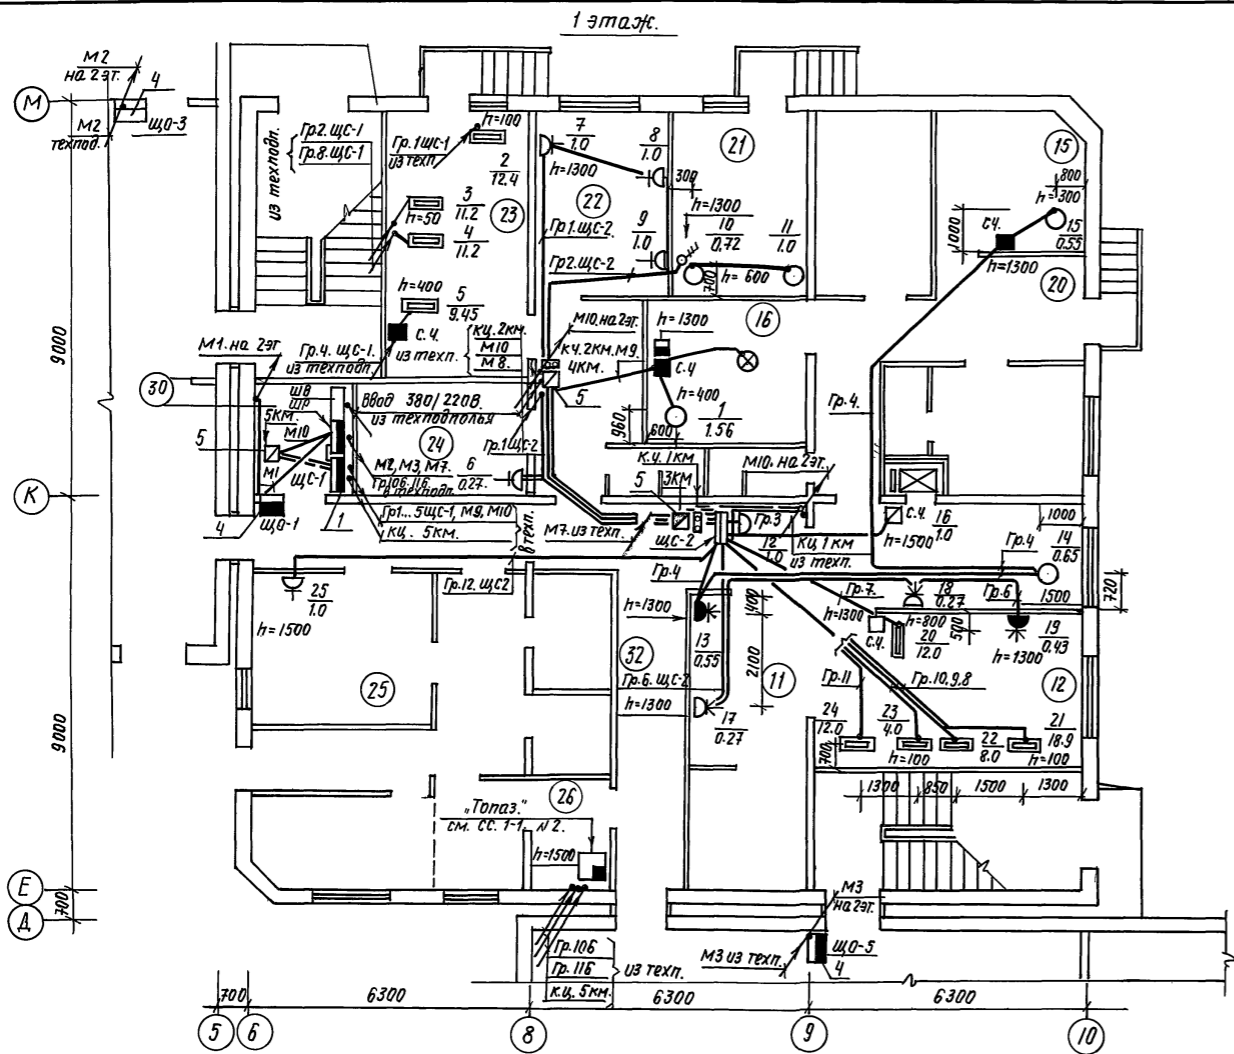 1 этаж.
М2
на 2эт.
4
М
М2
техпод.
ЩО-3
из техподп.
Гр2.ЩС-1
Гр.8.ЩС-1
Гр.1ЩС-1
из техп.
h=100
2
12.4
3
11.2
h=50
4
11.2
23
h=400
5
9.45
с.ч.
Гр.4. ЩС-1.
из техподп.
из техп.
7
1.0
h=1300
8
1.0
22
9
1.0
Гр1.ЩС-2.
Гр2.ЩС-2
21
300
h=1300
10
0.72
11
1.0
h=600
700
15
800
h=300
15
0.55
1000
с.ч.
h=1300
20
9000
М1. на 2эт
кц.2км.
М10
М8.
М10.на 2эт.
кч.2км.М9.
4км.
5
h=1300
16
с.ч
h=400
1
1.56
960
600
Гр.4.
30
ШВ
ШР
Ввод 380/220В.
из техподполья
5км.
М10
5
24
М1
ЩС-1
М2, М3, М7.
Гр.10б.11б
в техподп.
6
0.27.
Гр.1ЩС-2
К
4
ЩО-1
1
Гр1...5ЩС-1, М9, М10
кц. 5км.
в техп.
М7.из техп.
к.ч. 1км
5
3км
М10. на 2эт.
ЩС-2
Гр.3
12
1.0
кц 1 км
из техп.
с.ч.
16
1.0
h=1500
1000
Гр.4
14
0.65
1500
720
25
1.0
h=1500
Гр.12.ЩС2
Гр.4
h=1300
400
13
0.55
2100
32
Гр.6.ЩС-2
h=1300
17
0.27
11
Гр.7.
h=1300
18
0.27
Гр.6
h=800
с.ч.
20
12.0
500
19
0.43
h=1300
Гр.11
Гр.10,9,8
12
25
24
12.0
23
4.0
22
8.0
21
18.9
700
h=100
h=100
1300
850
1500
1300
9000
26
„Топаз."
см. сс. 1-1, №2.
h=1500
Е
700
Д
М3
на 2эт.
М3 из техп.
ЩО-5
4
Гр.10б
Гр.11б
к.ц. 5км.
из техп.
700
6300
6300
6300
5
6
8
9
10